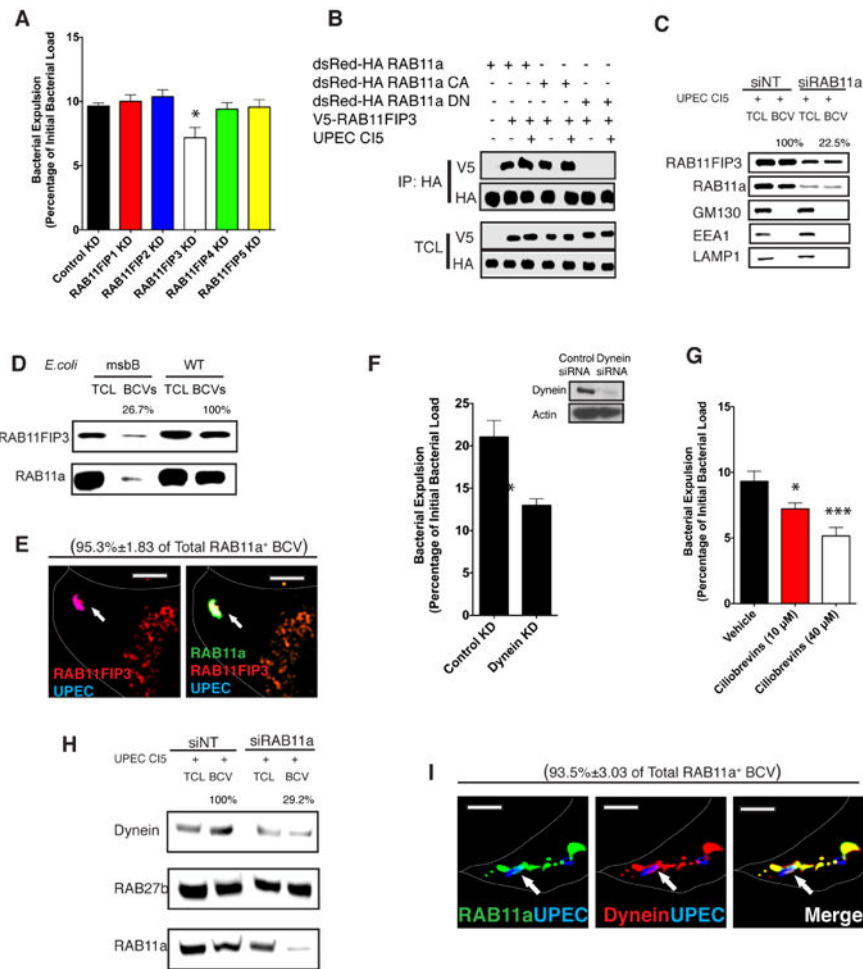 A
Bacterial Expulsion
(Percentage of Initial Bacterial Load)
15
10
5
0
*
Control KD
RAB11FIP1 KD
RAB11FIP2 KD
RAB11FIP3 KD
RAB11FIP4 KD
RAB11FIP5 KD
B
dsRed-HA RAB11a + + + - - - -
dsRed-HA RAB11a CA - - - + + - -
dsRed-HA RAB11a DN - - - - - + +
V5-RAB11FIP3 - + + + + + +
UPEC CI5 - - + - + - +
IP: HA
V5
HA
TCL
V5
HA
C
siNT siRAB11a
UPEC CI5 + + + +
TCL BCV TCL BCV
100% 22.5%
RAB11FIP3
RAB11a
GM130
EEA1
LAMP1
D
E.coli msbB WT
TCL BCVs TCL BCVs
26.7% 100%
RAB11FIP3
RAB11a
E
(95.3%±1.83 of Total RAB11a⁺ BCV)
RAB11FIP3
UPEC
RAB11a
RAB11FIP3
UPEC
F
Control Dynein
siRNA siRNA
Dynein
Actin
Bacterial Expulsion
(Percentage of Initial Bacterial Load)
25
20
15
10
5
0
*
Control KD
Dynein KD
G
Bacterial Expulsion
(Percentage of Initial Bacterial Load)
15
10
5
0
*
***
Vehicle
Ciliobrevins (10 µM)
Ciliobrevins (40 µM)
H
siNT siRAB11a
UPEC CI5 + + + +
TCL BCV TCL BCV
100% 29.2%
Dynein
RAB27b
RAB11a
I
(93.5%±3.03 of Total RAB11a⁺ BCV)
RAB11aUPEC
DyneinUPEC
Merge